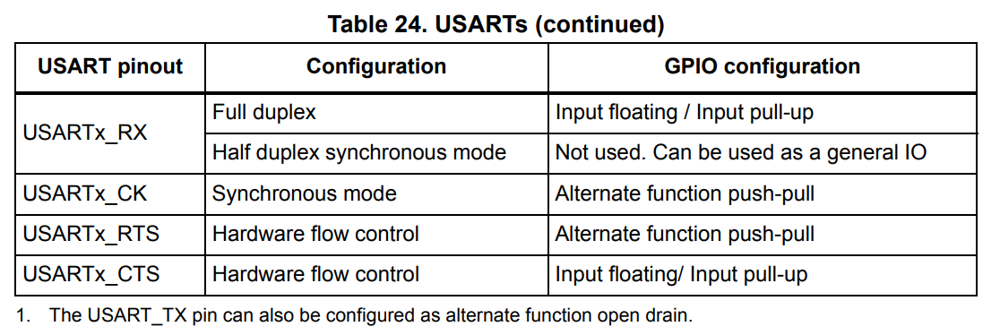 Table 24. USARTs (continued)
USART pinout Configuration GPIO configuration
USARTx_RX
Full duplex Input floating / Input pull-up
Half duplex synchronous mode Not used. Can be used as a general IO
USARTx_CK Synchronous mode Alternate function push-pull
USARTx_RTS Hardware flow control Alternate function push-pull
USARTx_CTS Hardware flow control Input floating/ Input pull-up
1. The USART_TX pin can also be configured as alternate function open drain.